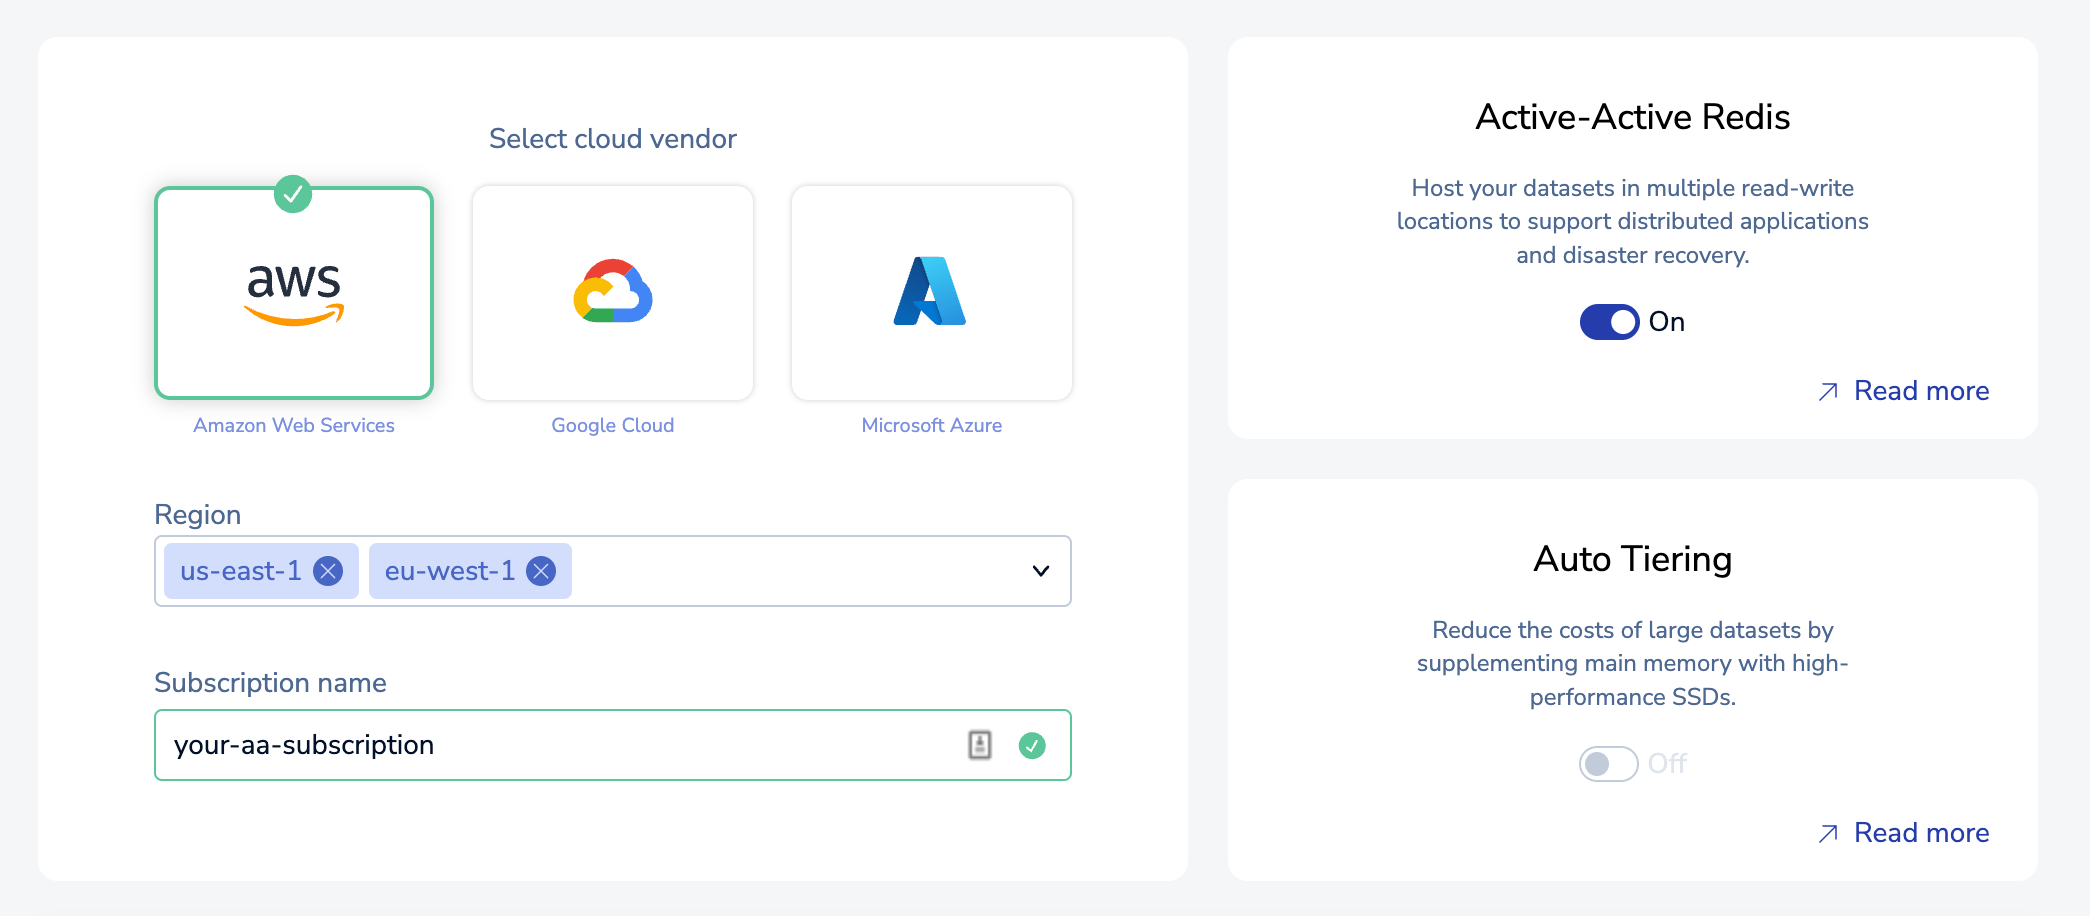 Select cloud vendor
aws
Amazon Web Services
Google Cloud
Microsoft Azure
Region
us-east-1
eu-west-1
Subscription name
your-aa-subscription
Active-Active Redis
Host your datasets in multiple read-write
locations to support distributed applications
and disaster recovery.
On
Read more
Auto Tiering
Reduce the costs of large datasets by
supplementing main memory with high-
performance SSDs.
Off
Read more